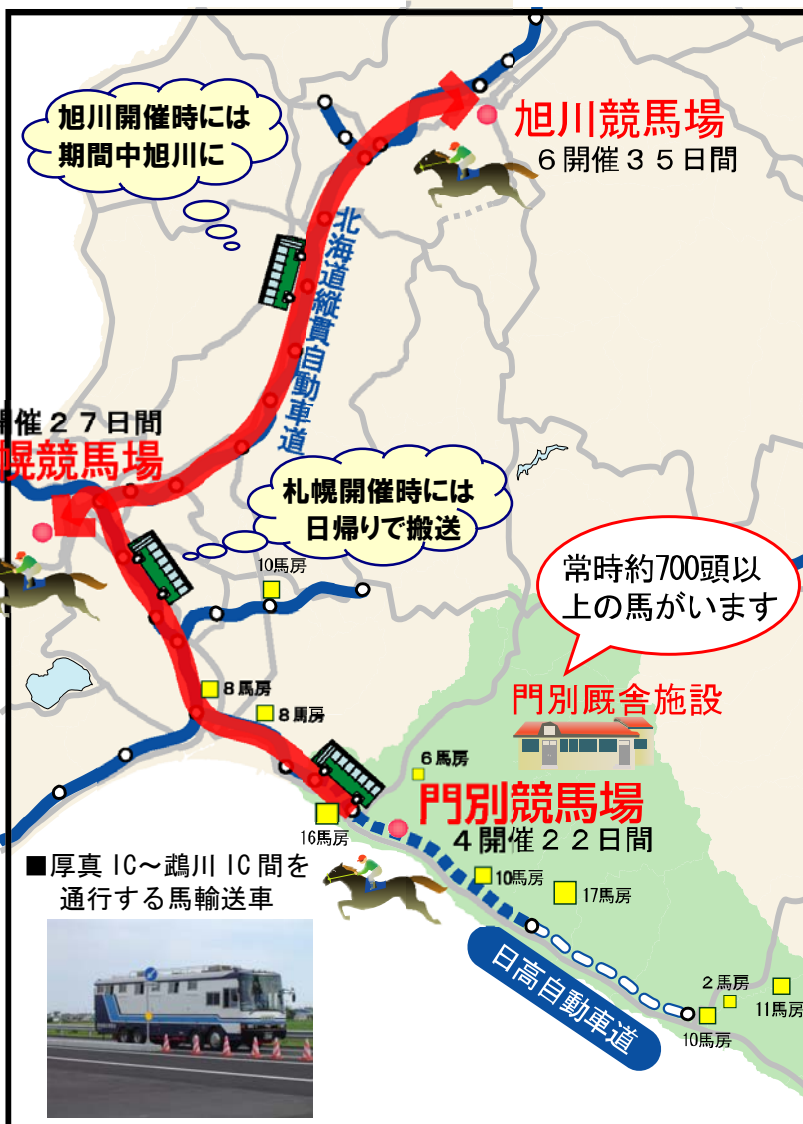 旭川開催時には
期間中旭川に
旭川競馬場
6開催35日間
北海道縦貫自動車道
開催27日間
幌競馬場
札幌開催時には
日帰りで搬送
10馬房
常時約700頭以
上の馬がいます
8馬房
8馬房
門別厩舎施設
6馬房
門別競馬場
4開催22日間
16馬房
■厚真IC~鵡川IC間を
通行する馬輸送車
10馬房
17馬房
日高自動車道
2馬房
11馬房
10馬房